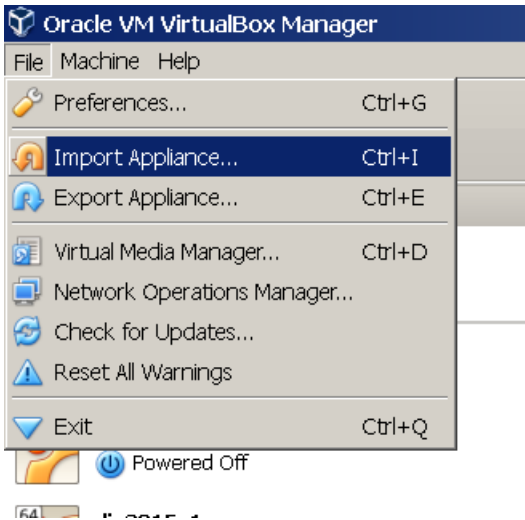 Oracle VM VirtualBox Manager
File Machine Help
Preferences... Ctrl+G
Import Appliance... Ctrl+I
Export Appliance... Ctrl+E
Virtual Media Manager... Ctrl+D
Network Operations Manager...
Check for Updates...
Reset All Warnings
Exit Ctrl+Q
Powered Off
64